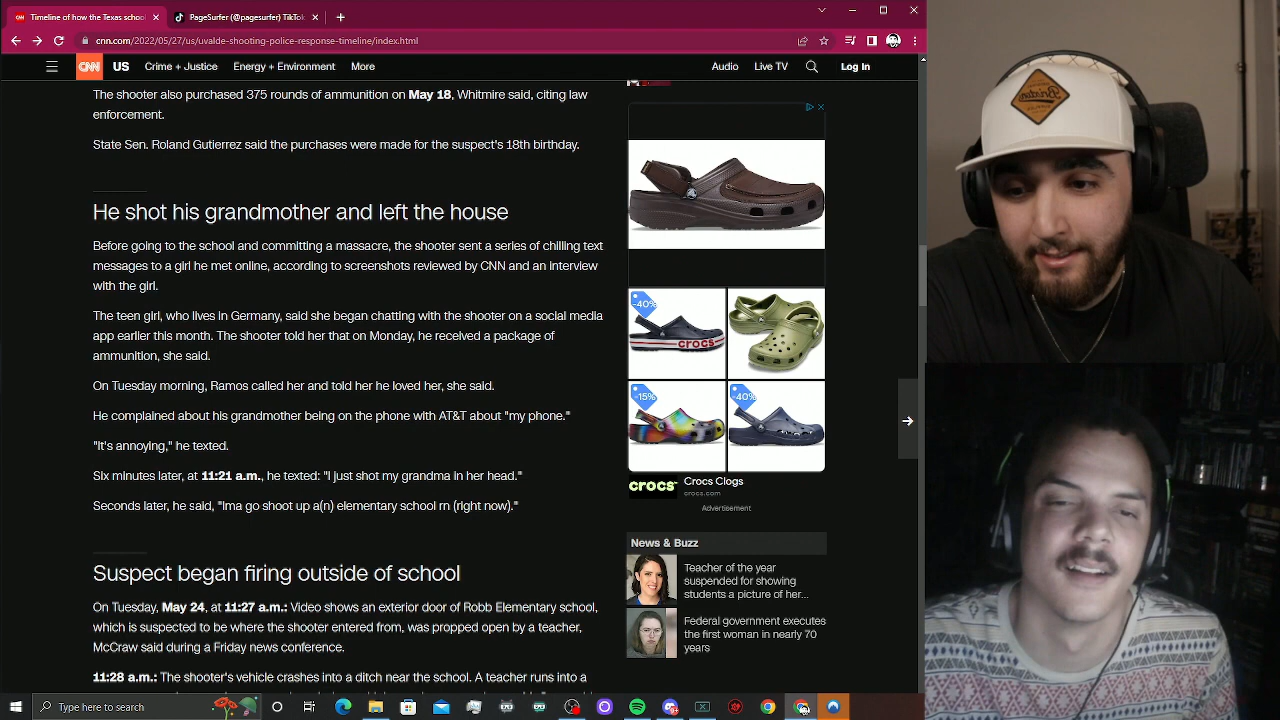 Timeline of how the Texas school
PageSurfer (@pagesurfer) TikTok
cnn.com/2022/05/27/us/uvalde-shooting-police-response-timeline/index.html
CNN US Crime + Justice Energy + Environment More Audio Live TV Log In
The shooter also purchased 375 rounds of ammunition on May 18, Whitmire said, citing law
enforcement.
State Sen. Roland Gutierrez said the purchases were made for the suspect's 18th birthday.
He shot his grandmother and left the house
Before going to the school and committing a massacre, the shooter sent a series of chilling text
messages to a girl he met online, according to screenshots reviewed by CNN and an interview
with the girl.
The teen girl, who lives in Germany, said she began chatting with the shooter on a social media
app earlier this month. The shooter told her that on Monday, he received a package of
ammunition, she said.
On Tuesday morning, Ramos called her and told her he loved her, she said.
He complained about his grandmother being on the phone with AT&T about "my phone."
"It's annoying," he texted.
Six minutes later, at 11:21 a.m., he texted: "I just shot my grandma in her head."
Seconds later, he said, "Ima go shoot up a(n) elementary school rn (right now)."
Suspect began firing outside of school
On Tuesday, May 24, at 11:27 a.m.: Video shows an exterior door of Robb Elementary school,
which is suspected to be where the shooter entered from, was propped open by a teacher,
McCraw said during a Friday news conference.
11:28 a.m.: The shooter's vehicle crashed into a ditch near the school. A teacher runs into a
-40%
crocs
-15%
-40%
crocs Crocs Clogs
crocs.com
Advertisement
News & Buzz
Teacher of the year
suspended for showing
students a picture of her...
Federal government executes
the first woman in nearly 70
years
Type here to search